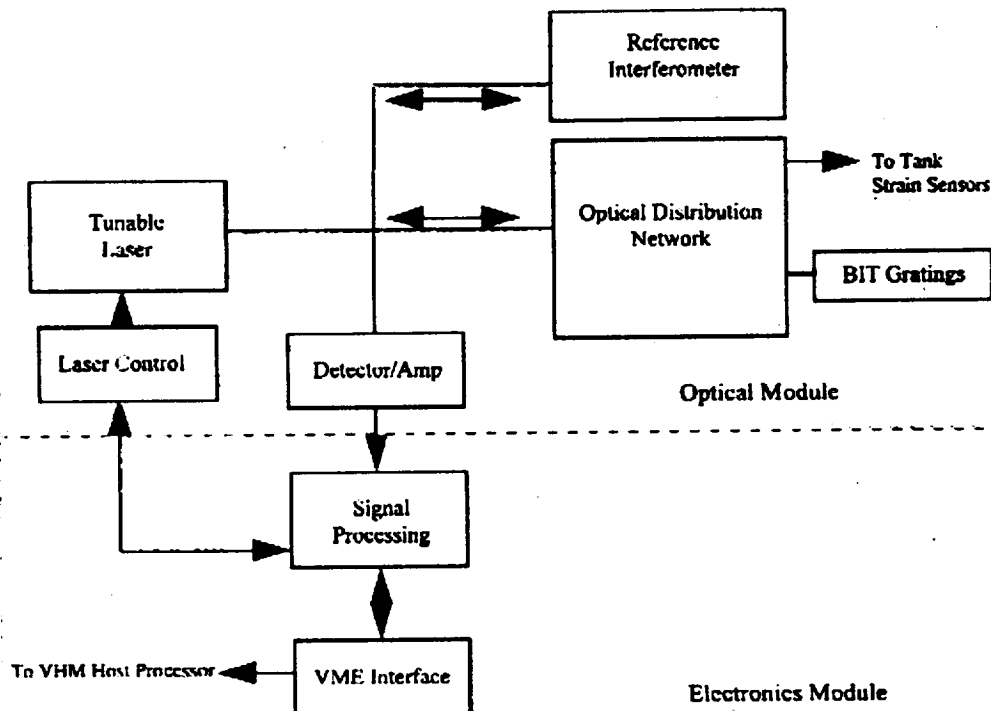 Reference
Interferometer
To Tank
Strain Sensors
Optical Distribution
Network
Tunable
Laser
BIT Gratings
Laser Control
Detector/Amp
Optical Module
Signal
Processing
To VHM Host Processor
VME Interface
Electronics Module